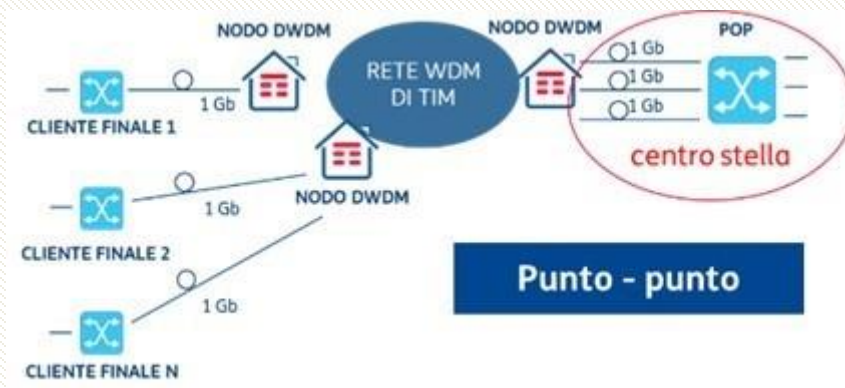 NODO DWDM
NODO DWDM
POP
1 Gb
1 Gb
1 Gb
RETE WDM
DI TIM
1 Gb
CLIENTE FINALE 1
centro stella
NODO DWDM
1 Gb
CLIENTE FINALE 2
Punto - punto
1 Gb
CLIENTE FINALE N